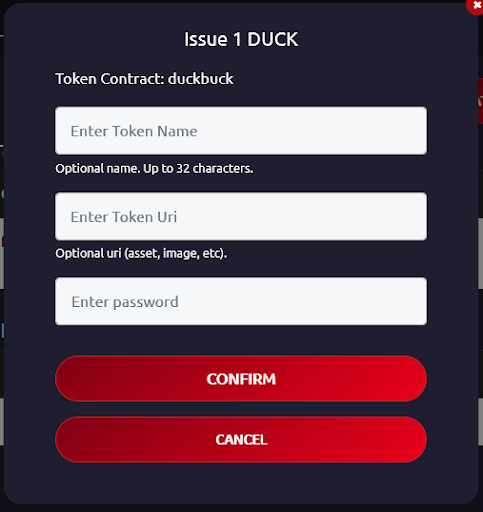 Issue 1 DUCK
Token Contract: duckbuck
Enter Token Name
Optional name. Up to 32 characters.
Enter Token Uri
Optional uri (asset, image, etc).
Enter password
CONFIRM
CANCEL